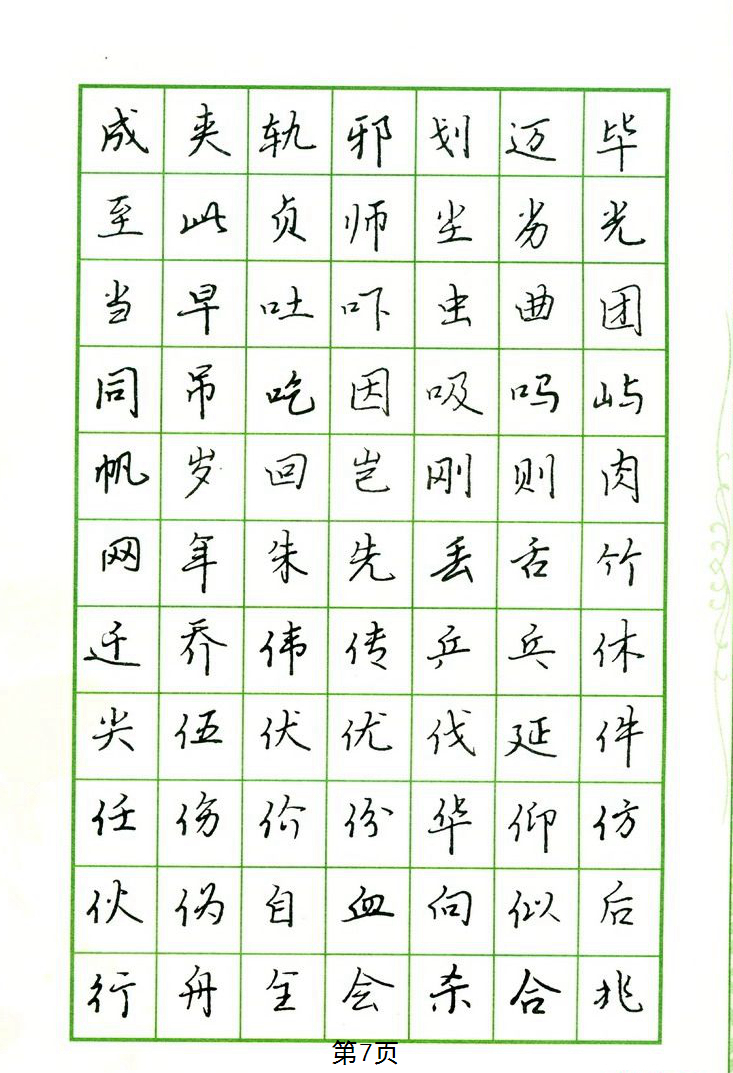 成夹轨邪划迈毕
至此贞师尘劣光
当早吐吓虫曲团
同吊吃因吸吗屿
帆岁回岂刚则肉
网年朱先丢舌竹
迁乔伟传乒乓休
尖伍伏优伐延件
任伤价份华仰仿
伙伪自血向似后
行舟全会杀合兆
第7页